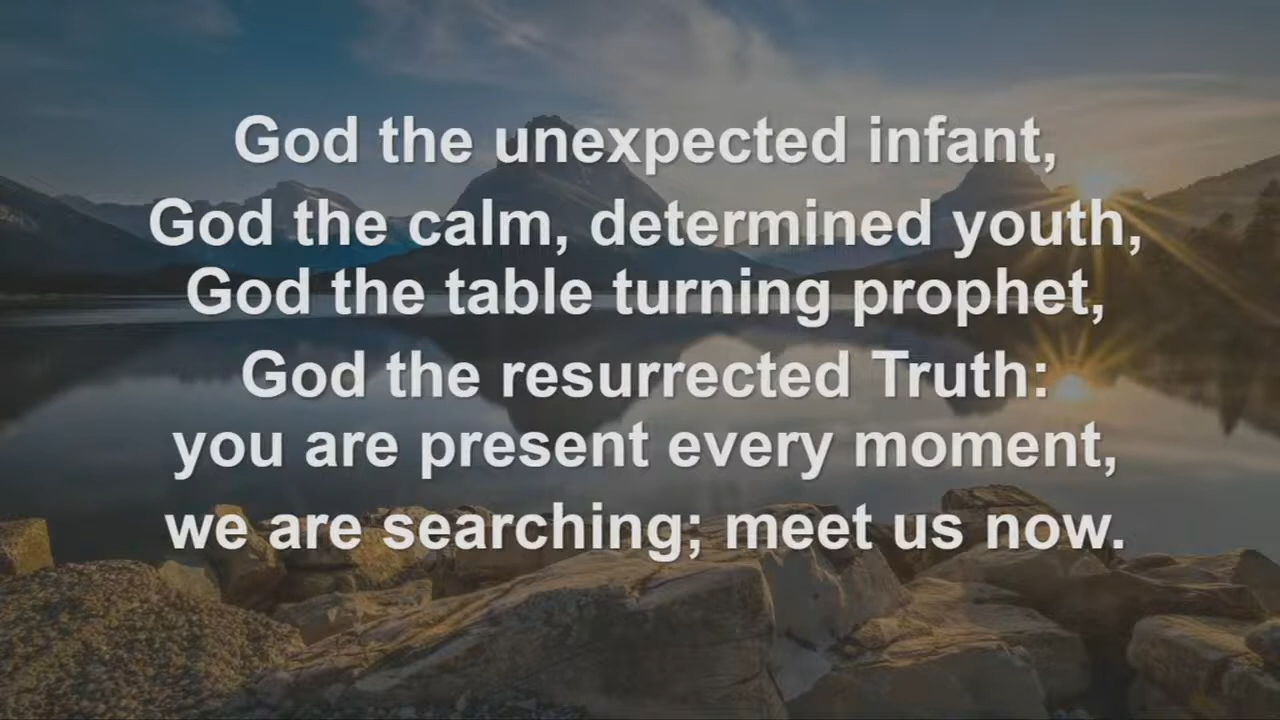 God the unexpected infant,
God the calm, determined youth,
God the table turning prophet,
God the resurrected Truth:
you are present every moment,
we are searching; meet us now.